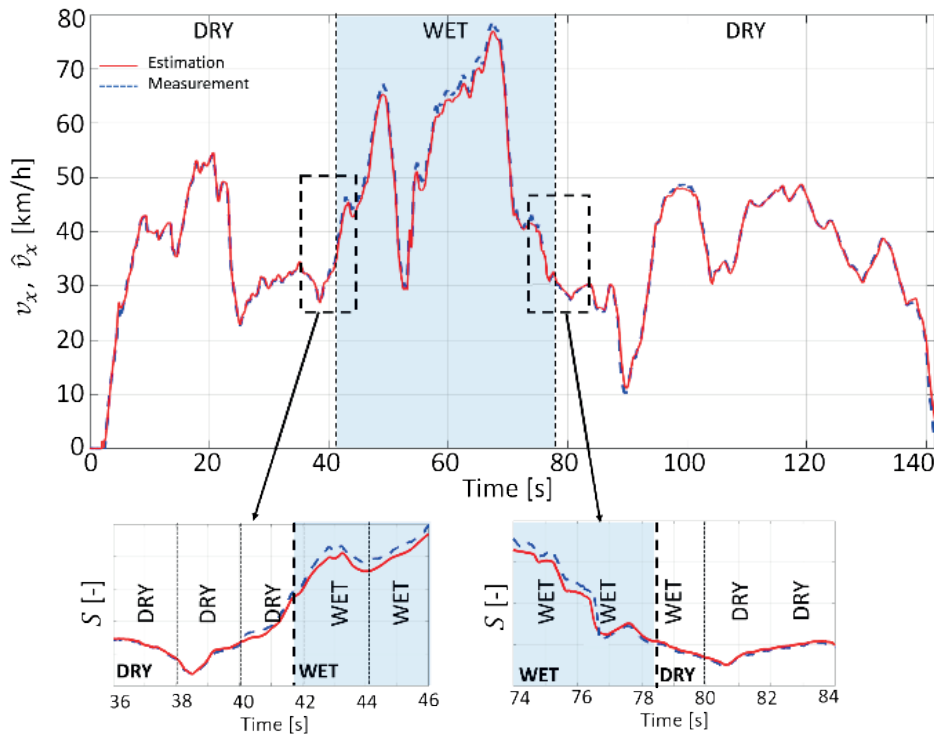 DRY WET DRY
Estimation
Measurement
80
70
60
50
40
30
20
10
0
v_x, v̂_x [km/h]
0 20 40 60 80 100 120 140
Time [s]
S [-]
DRY DRY DRY WET WET
DRY WET
36 38 40 42 44 46
Time [s]
S [-]
WET WET WET DRY DRY
WET DRY
74 76 78 80 82 84
Time [s]